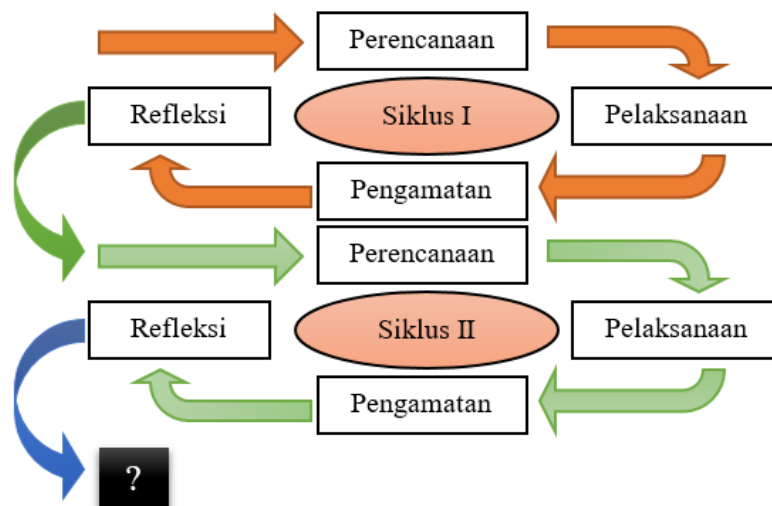 Perencanaan
Refleksi
Siklus I
Pelaksanaan
Pengamatan
Perencanaan
Refleksi
Siklus II
Pelaksanaan
Pengamatan
?